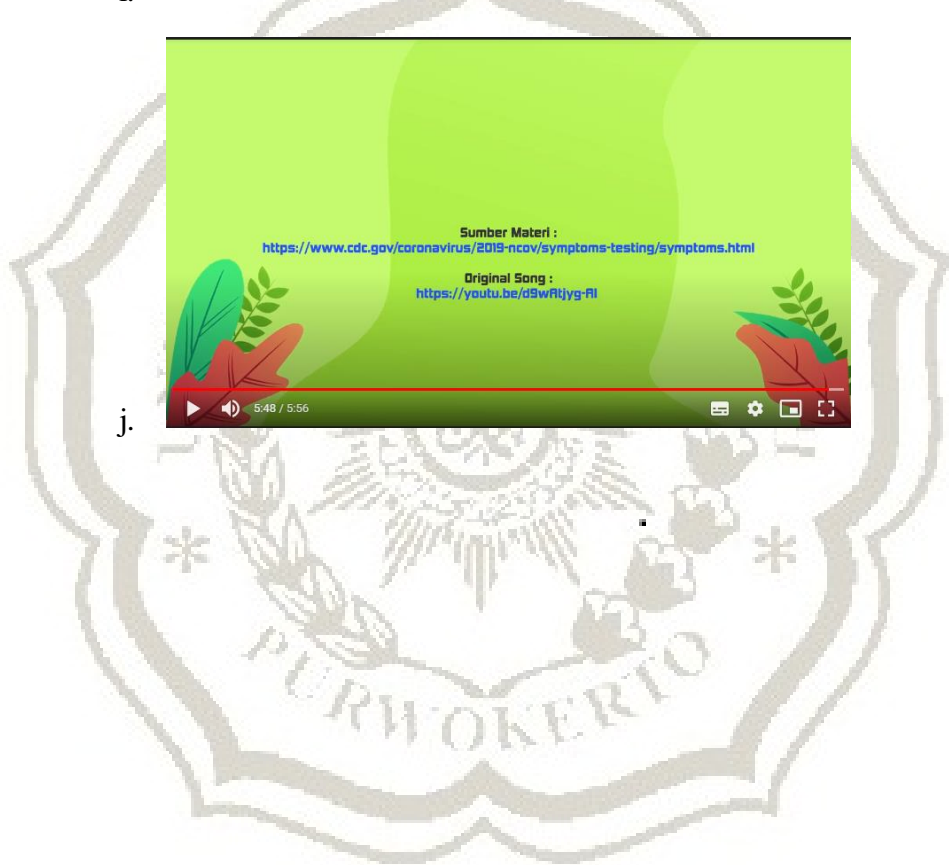 Sumber Materi :
https://www.cdc.gov/coronavirus/2019-ncov/symptoms-testing/symptoms.html
Original Song :
https://youtu.be/d9wAtjyg-AI
5:48 / 5:56
j.
PURWOKERTO